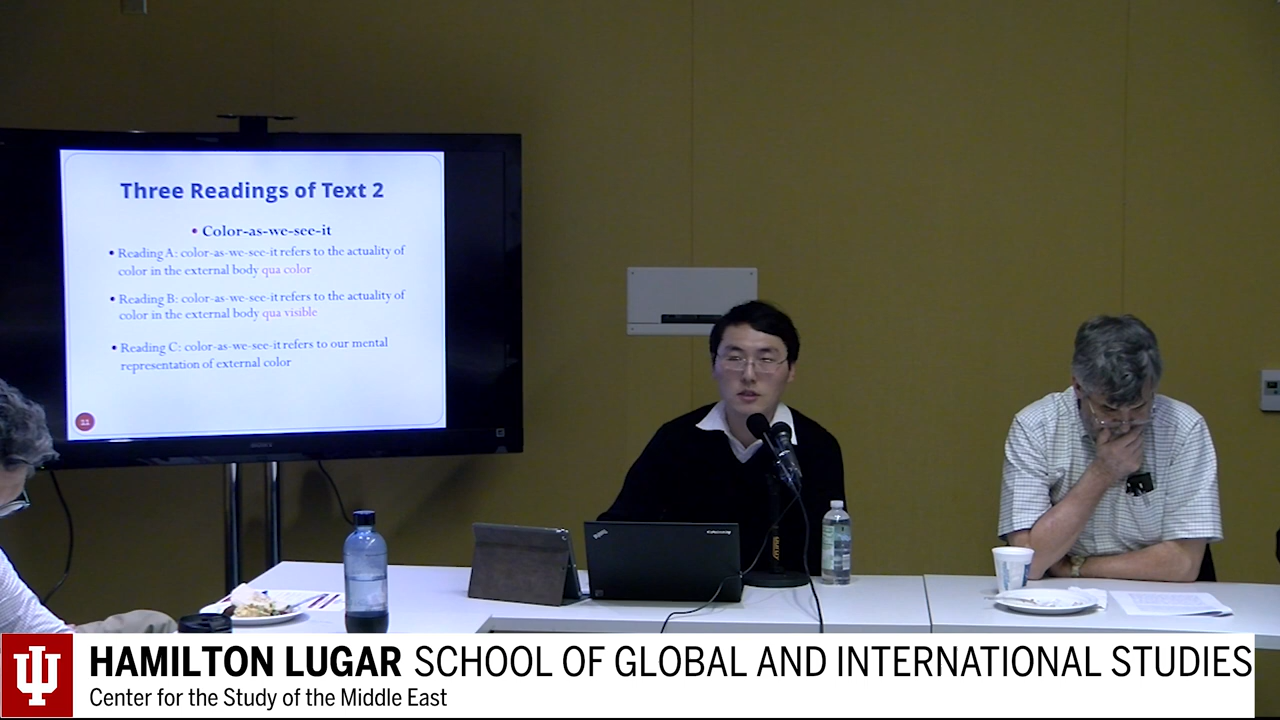 Three Readings of Text 2
• Color-as-we-see-it
• Reading A: color-as-we-see-it refers to the actuality of
color in the external body qua color
• Reading B: color-as-we-see-it refers to the actuality of
color in the external body qua visible
• Reading C: color-as-we-see-it refers to our mental
representation of external color
11
SONY
ThinkPad
lenovo
HAMILTON LUGAR SCHOOL OF GLOBAL AND INTERNATIONAL STUDIES
Center for the Study of the Middle East